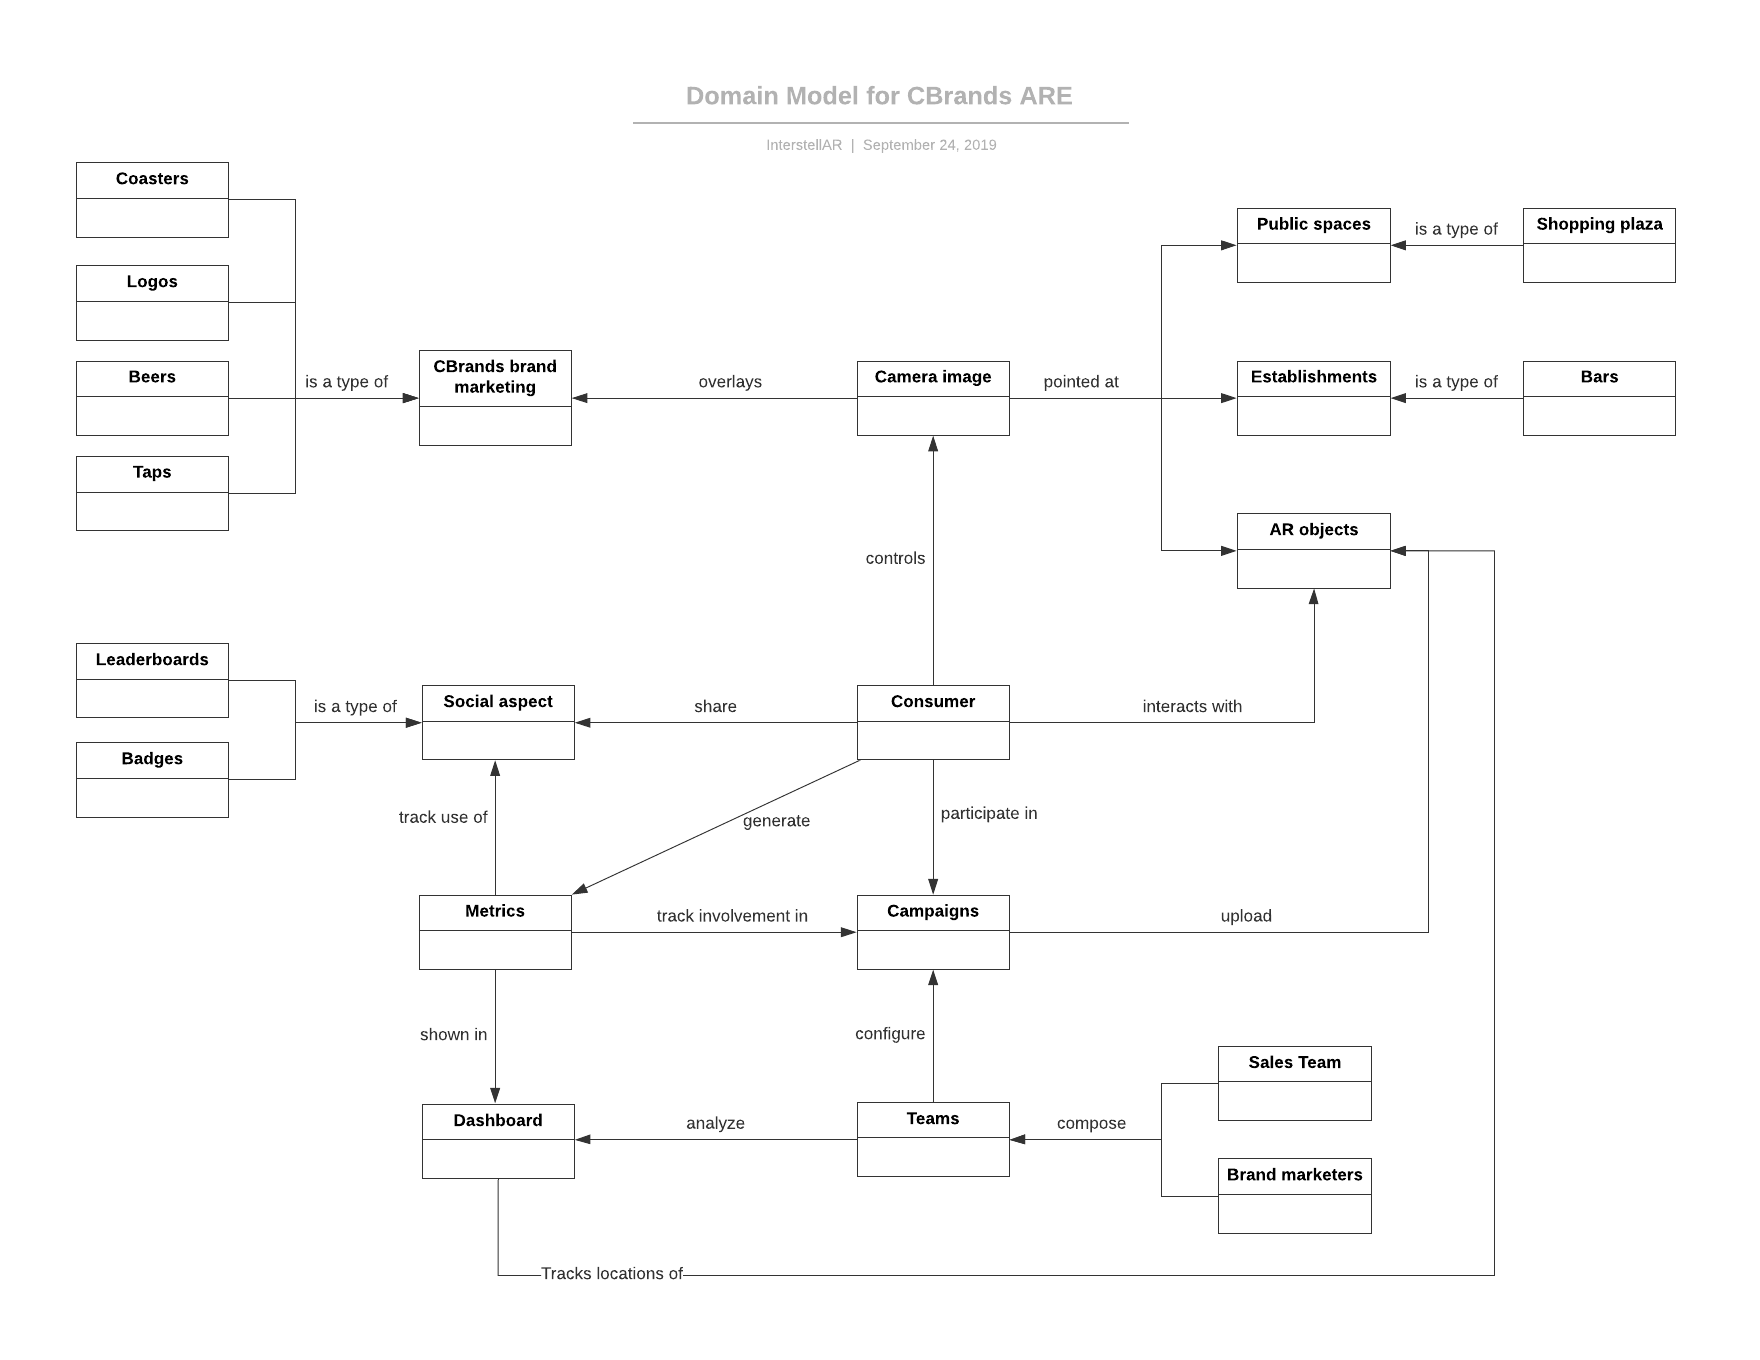 Domain Model for CBrands ARE
InterstellAR | September 24, 2019
Coasters
Logos
Beers
Taps
is a type of
CBrands brand
marketing
overlays
Camera image
pointed at
Public spaces
is a type of
Shopping plaza
Establishments
is a type of
Bars
AR objects
controls
Leaderboards
Badges
is a type of
Social aspect
share
Consumer
interacts with
track use of
generate
participate in
Metrics
track involvement in
Campaigns
upload
shown in
configure
Dashboard
analyze
Teams
compose
Sales Team
Brand marketers
Tracks locations of